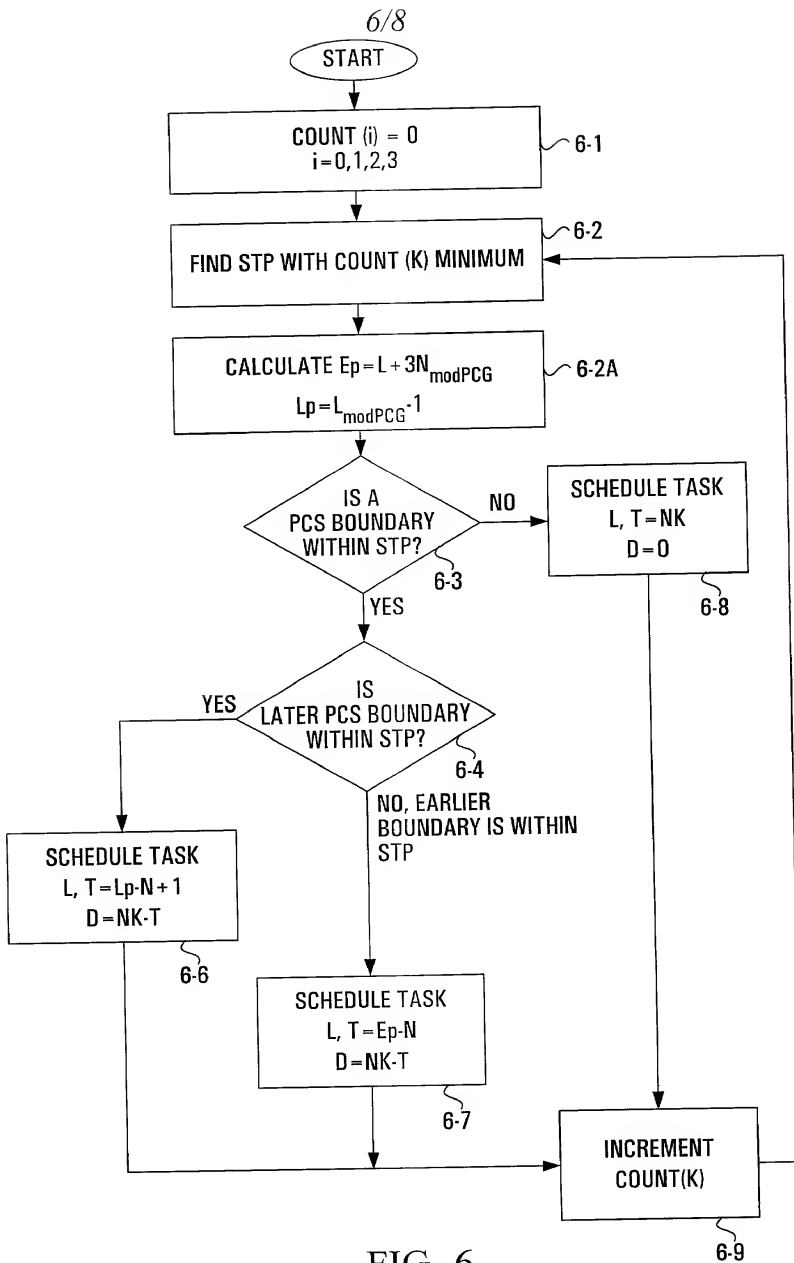 6/8
START
COUNT (i) = 0
i=0,1,2,3
6-1
6-2
FIND STP WITH COUNT (K) MINIMUM
CALCULATE Ep=L+3NmodPCG
Lp=LmodPCG-1
6-2A
IS A
PCS BOUNDARY
WITHIN STP?
6-3
NO
YES
SCHEDULE TASK
L, T=NK
D=0
6-8
IS
LATER PCS BOUNDARY
WITHIN STP?
6-4
YES
NO, EARLIER
BOUNDARY IS WITHIN
STP
SCHEDULE TASK
L, T=Lp-N+1
D=NK-T
6-6
SCHEDULE TASK
L, T=Ep-N
D=NK-T
6-7
INCREMENT
COUNT(K)
6-9
FIG. 6